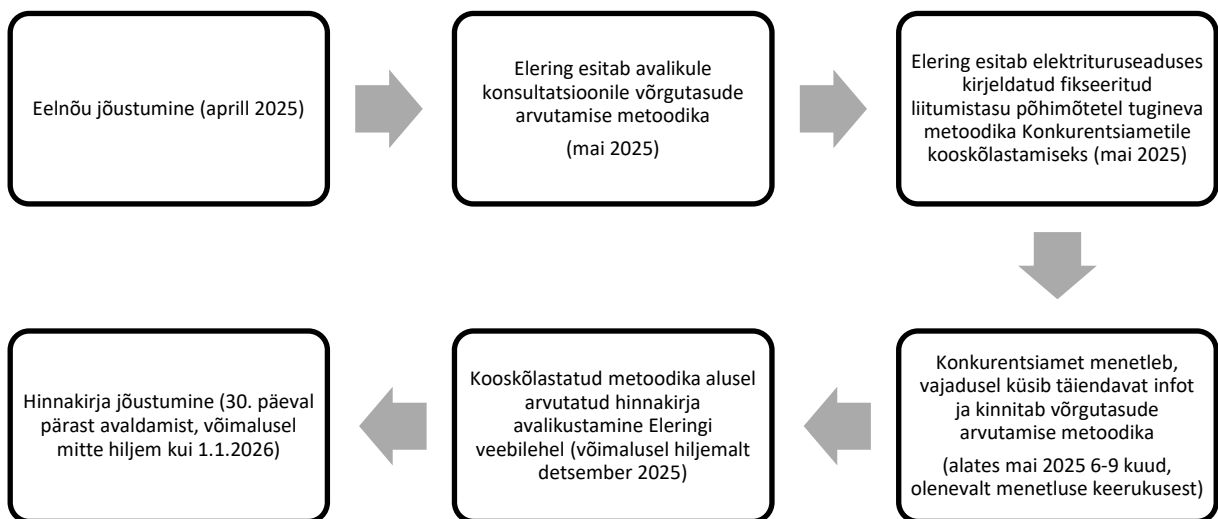 Eelnõu jõustumine (aprill 2025)
Elering esitab avalikule
konsultatsioonile võrgutasude
arvutamise metoodika
(mai 2025)
Elering esitab elektrituruseaduses
kirjeldatud fikseeritud
liitumistasu põhimõtetel tugineva
metoodika Konkurentsiametile
kooskõlastamiseks (mai 2025)
Konkurentsiamet menetleb,
vajadusel küsib täiendavat infot
ja kinnitab võrgutasude
arvutamise metoodika
(alates mai 2025 6-9 kuud,
olenevalt menetluse keerukusest)
Kooskõlastatud metoodika alusel
arvutatud hinnakirja
avalikustamine Eleringi
veebilehel (võimalusel hiljemalt
detsember 2025)
Hinnakirja jõustumine (30. päeval
pärast avaldamist, võimalusel
mitte hiljem kui 1.1.2026)